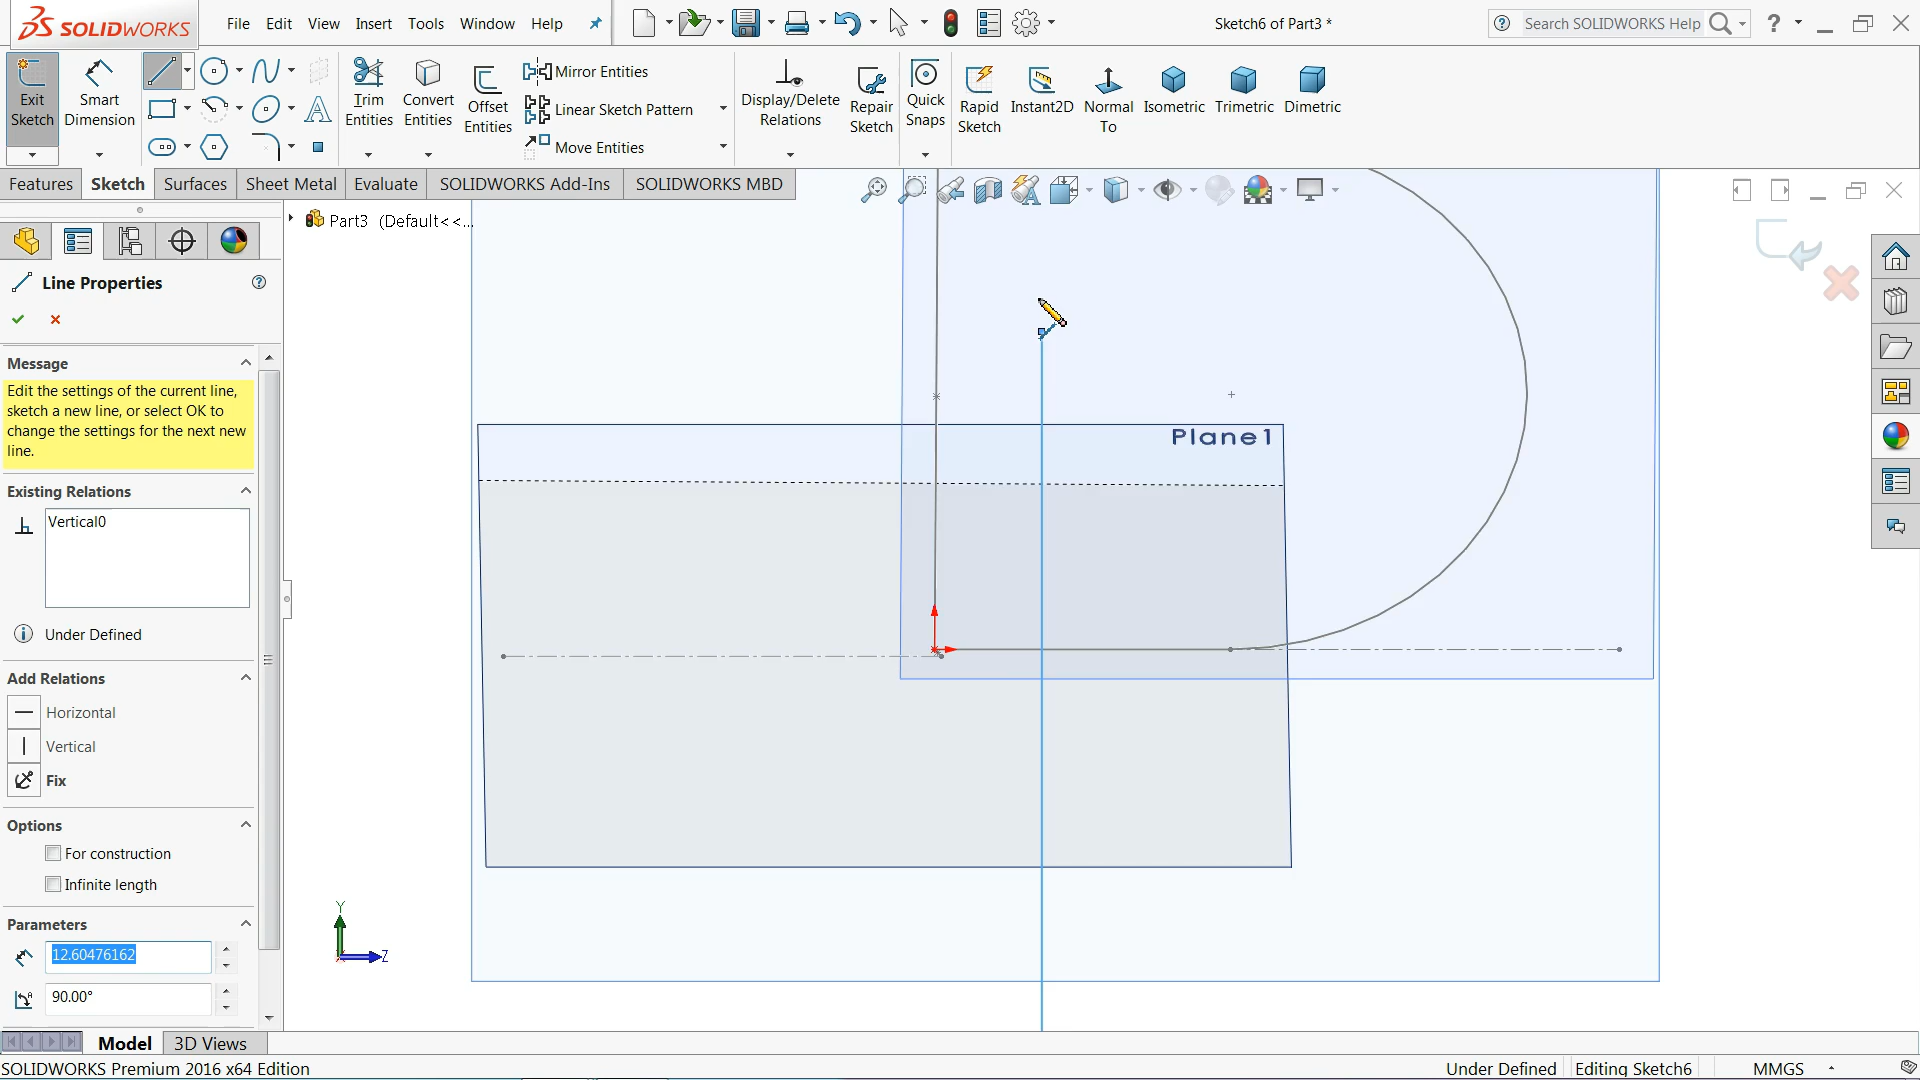 SOLIDWORKS
File Edit View Insert Tools Window Help
Sketch6 of Part3 *
Search SOLIDWORKS Help
Exit Sketch
Smart Dimension
Trim Entities
Convert Entities
Offset Entities
Mirror Entities
Linear Sketch Pattern
Move Entities
Display/Delete Relations
Repair Sketch
Quick Snaps
Rapid Sketch
Instant2D
Normal To
Isometric
Trimetric
Dimetric
Features Sketch Surfaces Sheet Metal Evaluate SOLIDWORKS Add-Ins SOLIDWORKS MBD
Part3 (Default<<...
Line Properties
Message
Edit the settings of the current line,
sketch a new line, or select OK to
change the settings for the next new
line.
Existing Relations
Vertical0
Under Defined
Add Relations
Horizontal
Vertical
Fix
Options
For construction
Infinite length
Parameters
12.60476162
90.00°
Plane1
Y
Z
Model 3D Views
SOLIDWORKS Premium 2016 x64 Edition
Under Defined Editing Sketch6 MMGS